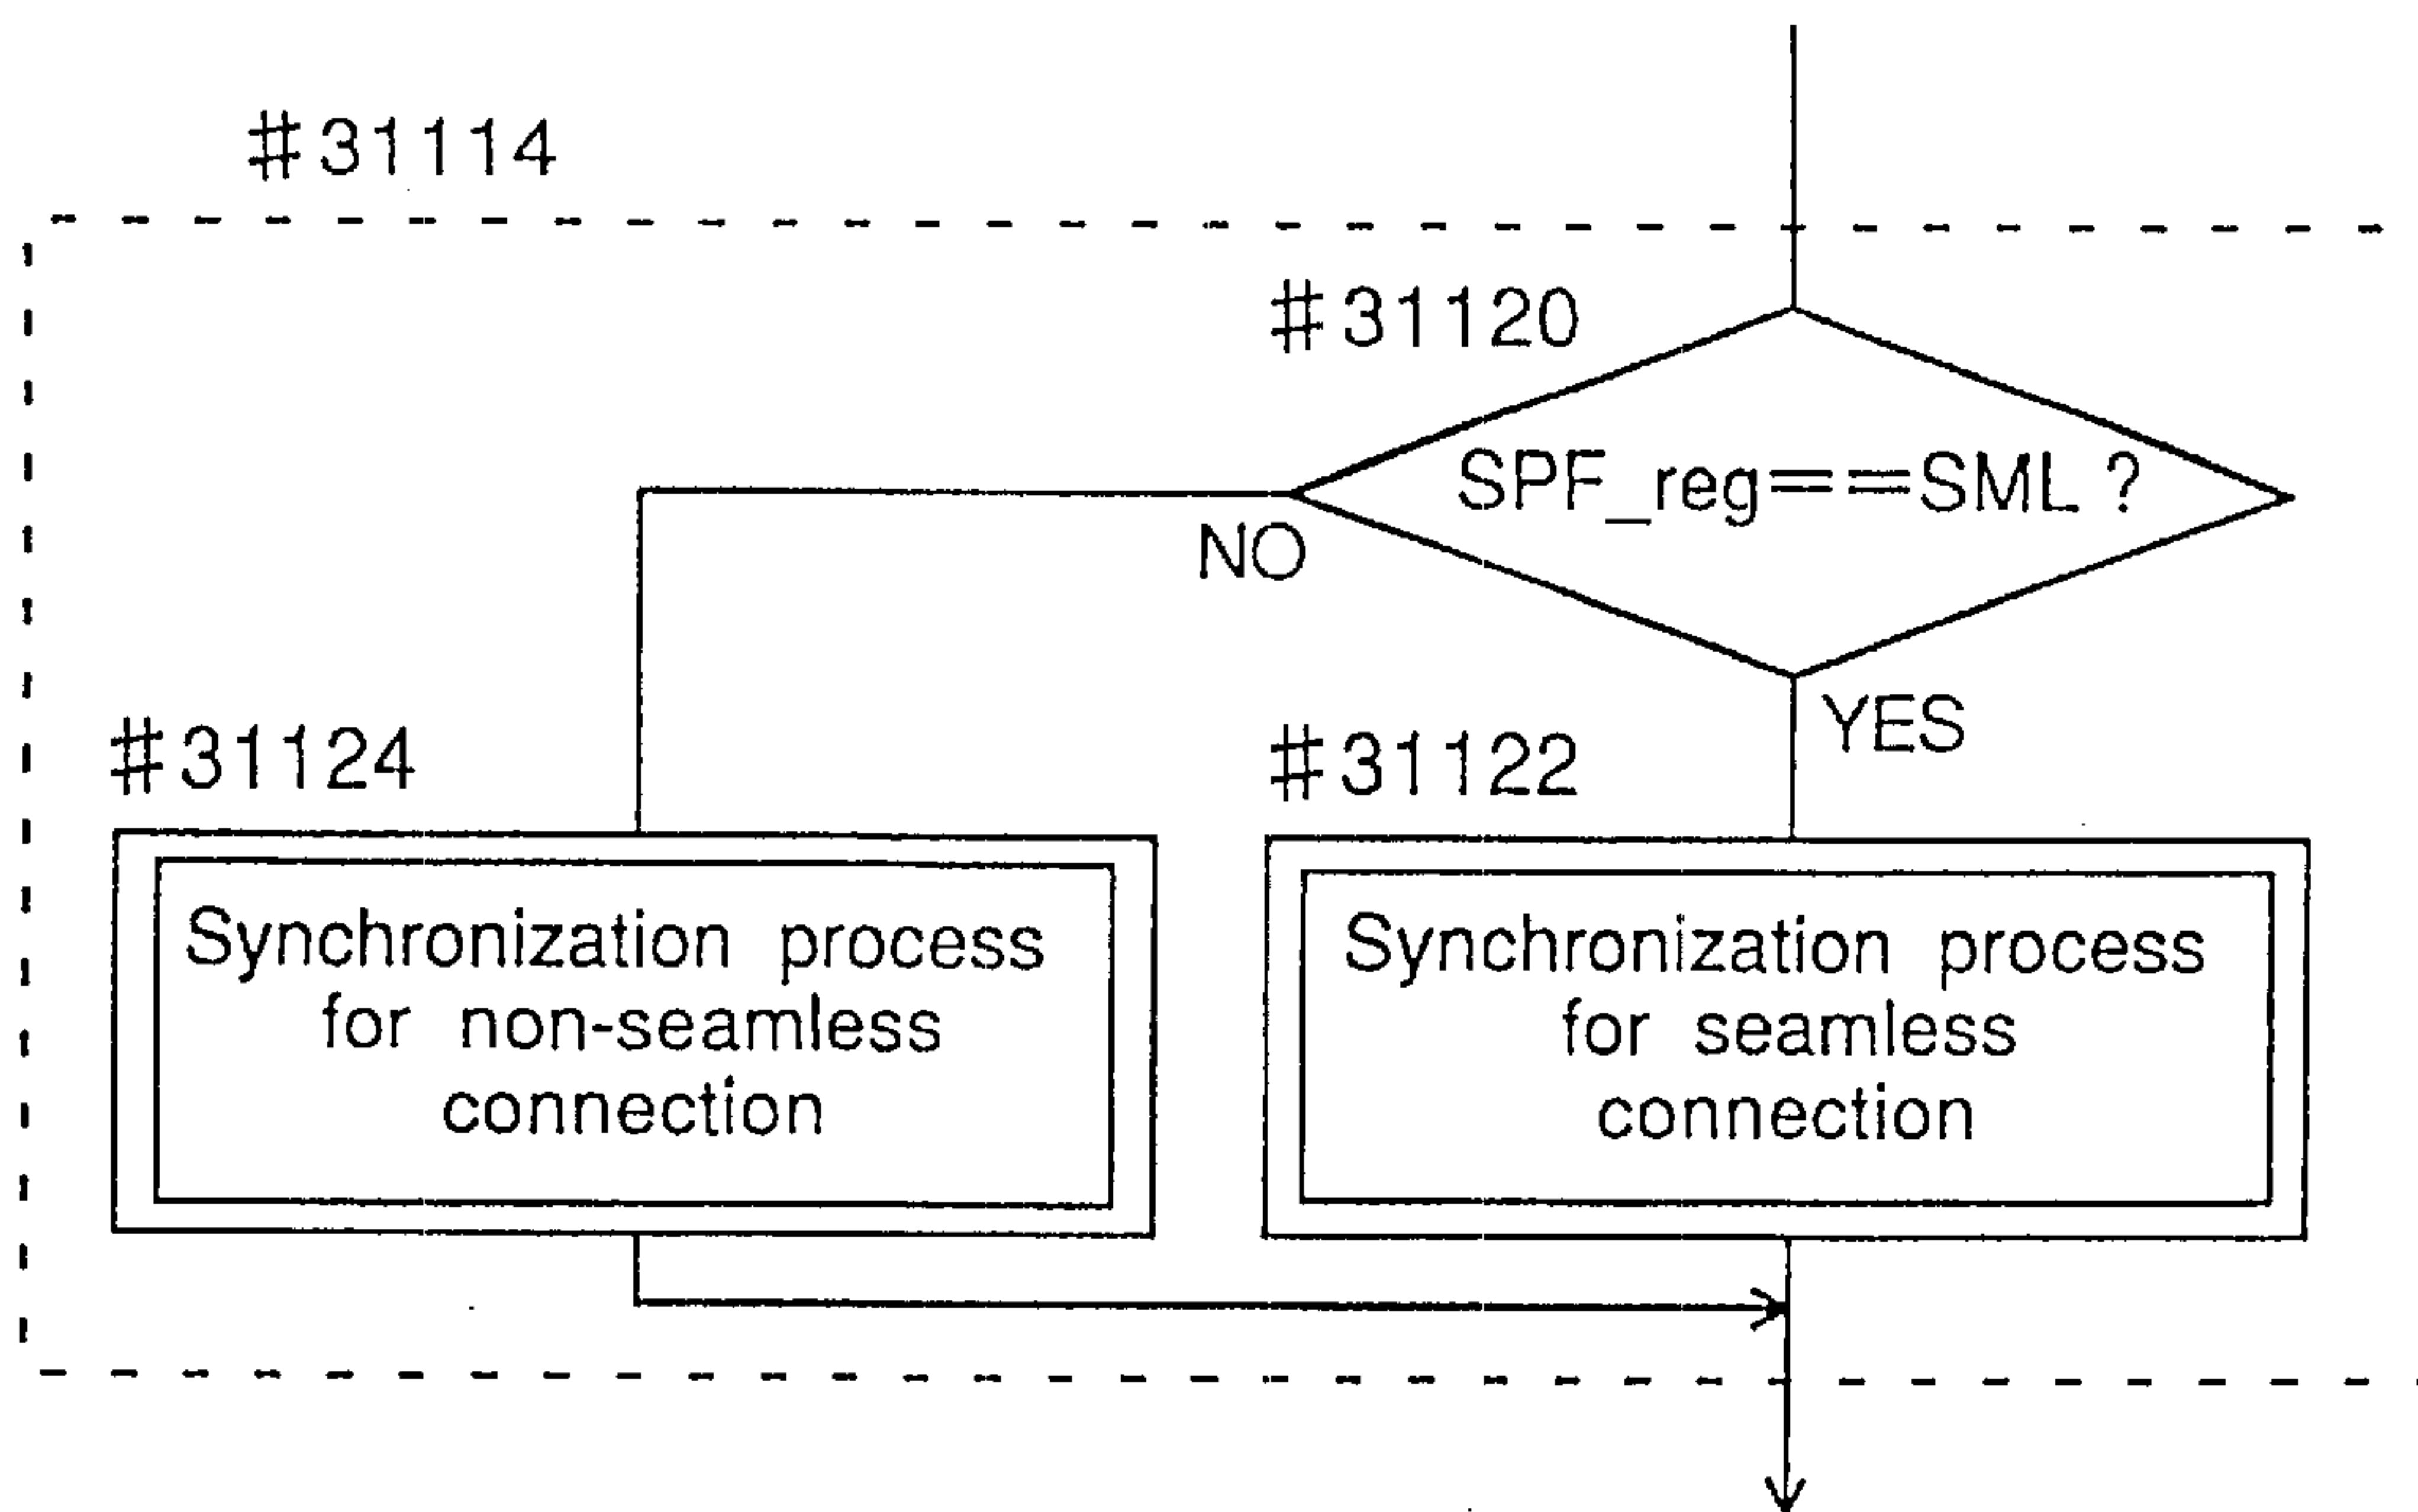 #31114
#31120
SPF_reg==SML ?
NO
YES
#31124
#31122
Synchronization process
for non-seamless
connection
Synchronization process
for seamless
connection